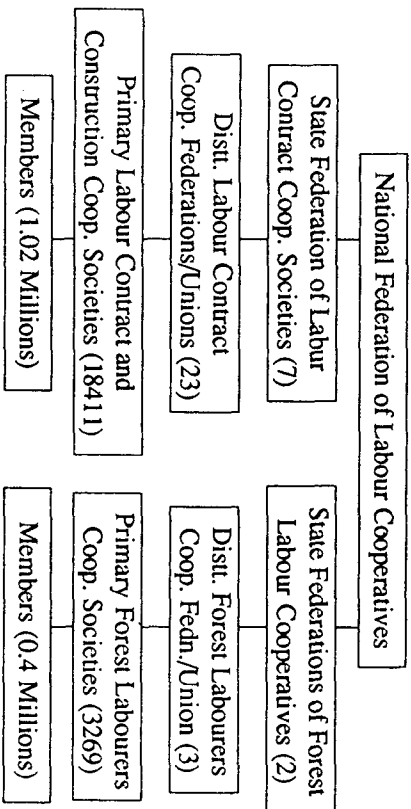 National Federation of Labour Cooperatives
State Federation of Labur
Contract Coop. Societies (7)
Distt. Labour Contract
Coop. Federations/Unions (23)
Primary Labour Contract and
Construction Coop. Societies (18411)
Members (1.02 Millions)
State Federations of Forest
Labour Cooperatives (2)
Distt. Forest Labourers
Coop. Fedn./Union (3)
Primary Forest Labourers
Coop. Societies (3269)
Members (0.4 Millions)